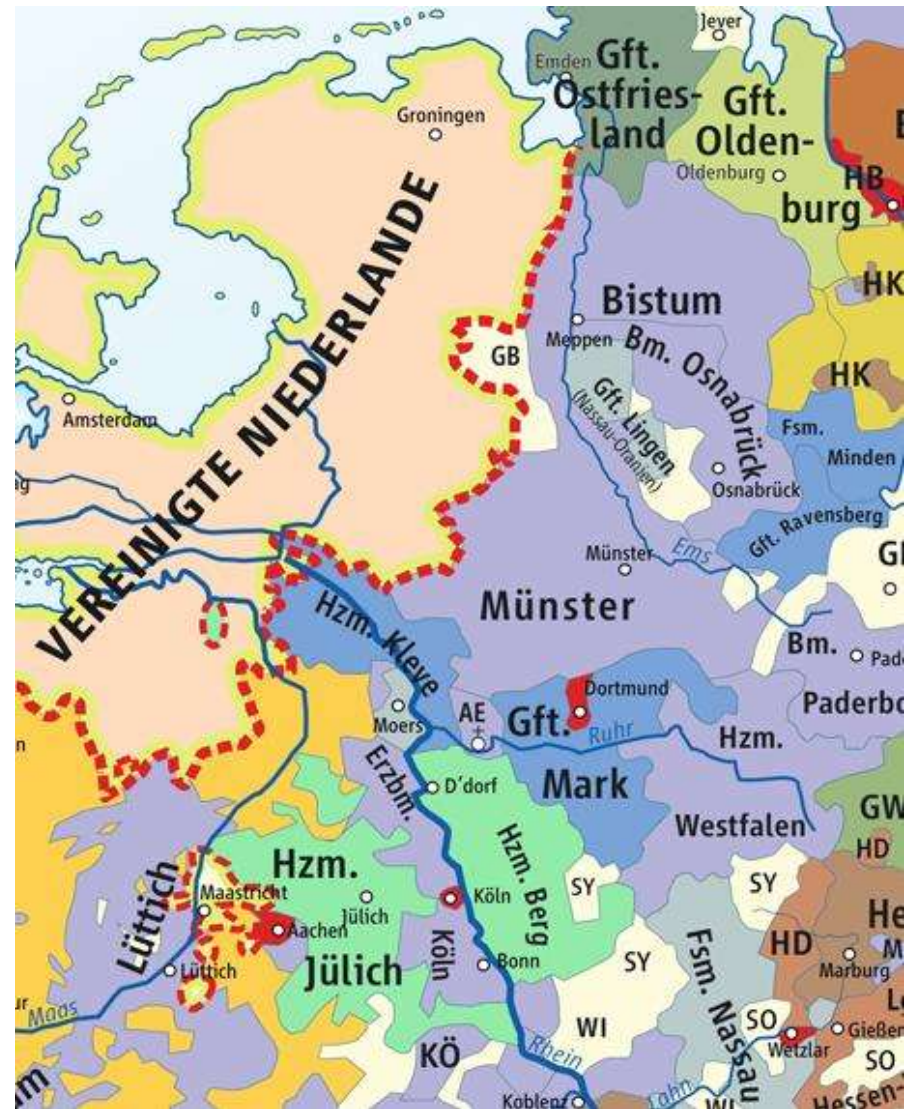 Jever
Emden
Gft.
Ostfries-
land
Gft.
Olden-
Oldenburg
burg
HB
Groningen
VEREINIGTE NIEDERLANDE
HK
HK
Bistum
Meppen
Bm. Osnabrück
GB
Gft. Lingen
(Nassau-Oranien)
Amsterdam
Fsm.
Minden
Osnabrück
Gft. Ravensberg
Münster
Ems
Münster
Hzm. Kleve
Bm.
Paderbo
Moers
AE
Dortmund
Gft.
Ruhr
Hzm.
Erzbm.
D'dorf
Mark
Westfalen
GW
HD
Hzm.
Hzm. Berg
SY
SY
Lüttich
Maastricht
Jülich
Köln
Aachen
Köln
Jülich
Bonn
Lüttich
Maas
SY
Fsm. Nassau
HD
He
Marburg
WI
SO
Gießen
Wetzlar
SO
KÖ
Rhein
Koblenz
Lahn
WI
Hessen-